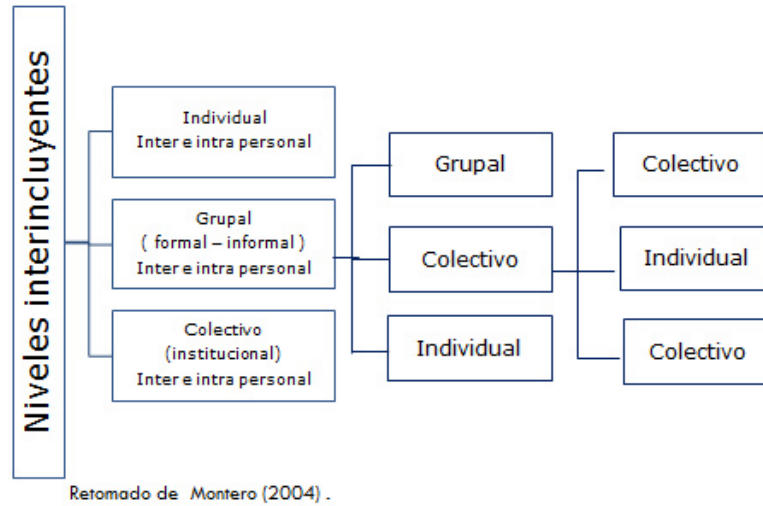 Niveles interincluyentes
Individual
Inter e intra personal
Grupal
( formal – informal )
Inter e intra personal
Colectivo
(institucional)
Inter e intra personal
Grupal
Colectivo
Individual
Colectivo
Individual
Colectivo
Retomado de Montero (2004) .